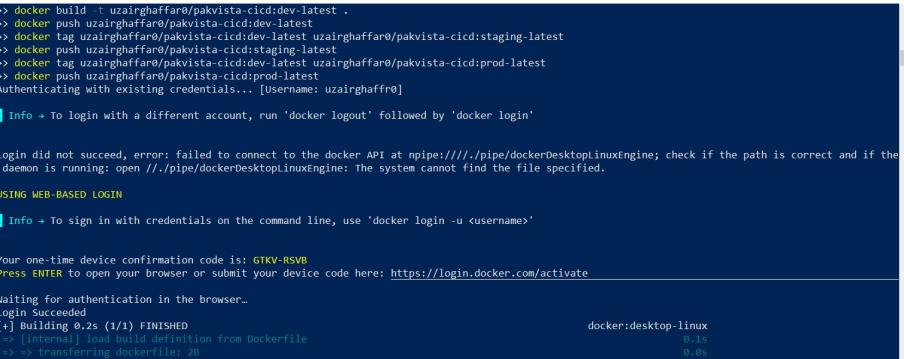 >> docker build -t uzairghaffar0/pakvista-cicd:dev-latest .
>> docker push uzairghaffar0/pakvista-cicd:dev-latest
>> docker tag uzairghaffar0/pakvista-cicd:dev-latest uzairghaffar0/pakvista-cicd:staging-latest
>> docker push uzairghaffar0/pakvista-cicd:staging-latest
>> docker tag uzairghaffar0/pakvista-cicd:dev-latest uzairghaffar0/pakvista-cicd:prod-latest
>> docker push uzairghaffar0/pakvista-cicd:prod-latest
Authenticating with existing credentials... [Username: uzairghaffr0]
Info → To login with a different account, run 'docker logout' followed by 'docker login'
Login did not succeed, error: failed to connect to the docker API at npipe:////./pipe/dockerDesktopLinuxEngine; check if the path is correct and if the
daemon is running: open //./pipe/dockerDesktopLinuxEngine: The system cannot find the file specified.
USING WEB-BASED LOGIN
Info → To sign in with credentials on the command line, use 'docker login -u <username>'
Your one-time device confirmation code is: GTKV-RSVB
Press ENTER to open your browser or submit your device code here: https://login.docker.com/activate
Waiting for authentication in the browser…
Login Succeeded
[+] Building 0.2s (1/1) FINISHED docker:desktop-linux
=> [internal] load build definition from Dockerfile 0.1s
=> => transferring dockerfile: 2B 0.0s